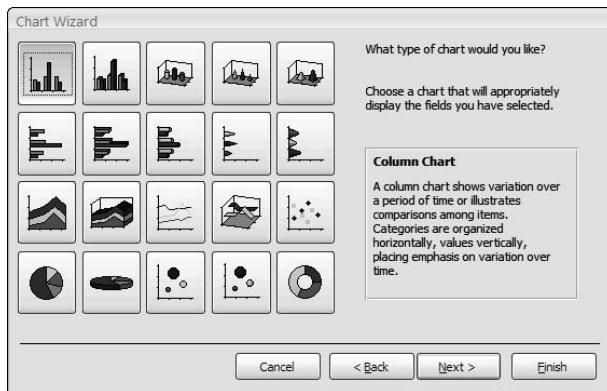 Chart Wizard
What type of chart would you like?
Choose a chart that will appropriately
display the fields you have selected.
Column Chart
A column chart shows variation over
a period of time or illustrates
comparisons among items.
Categories are organized
horizontally, values vertically,
placing emphasis on variation over
time.
Cancel
< Back
Next >
Finish